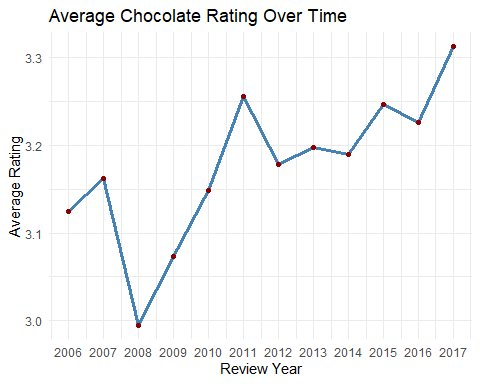 Average Chocolate Rating Over Time
Average Rating
3.3
3.2
3.1
3.0
2006 2007 2008 2009 2010 2011 2012 2013 2014 2015 2016 2017
Review Year